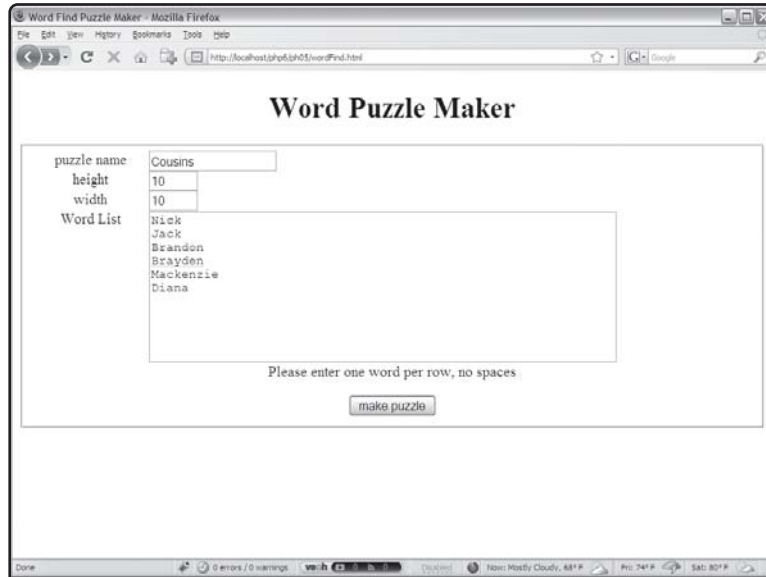 Word Find Puzzle Maker - Mozilla Firefox
File Edit View History Bookmarks Tools Help
http://localhost/php6/ph05/wordFind.html
Google
Word Puzzle Maker
puzzle name Cousins
height 10
width 10
Word List
Nick
Jack
Brandon
Brayden
Mackenzie
Diana
Please enter one word per row, no spaces
make puzzle
Done 0 errors / 0 warnings Disabled Now: Mostly Cloudy, 68°F Fri: 74°F Sat: 80°F